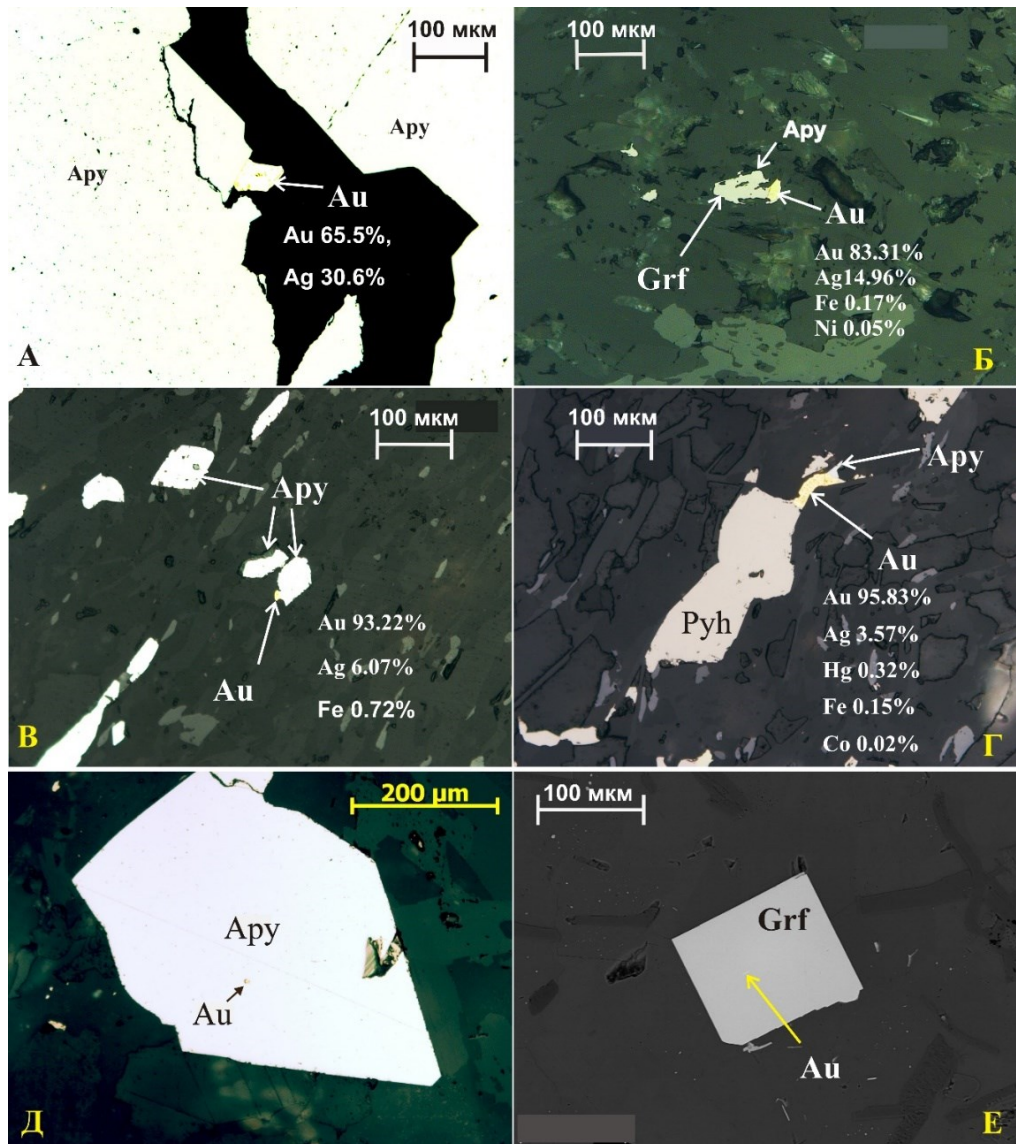 100 мкм
Apy
Apy
Au
Au 65.5%,
Ag 30.6%
А
100 мкм
Apy
Au
Grf
Au 83.31%
Ag14.96%
Fe 0.17%
Ni 0.05%
Б
100 мкм
Apy
Au
Au 93.22%
Ag 6.07%
Fe 0.72%
В
100 мкм
Apy
Au
Pyh
Au 95.83%
Ag 3.57%
Hg 0.32%
Fe 0.15%
Co 0.02%
Г
200 µm
Apy
Au
Д
100 мкм
Grf
Au
Е